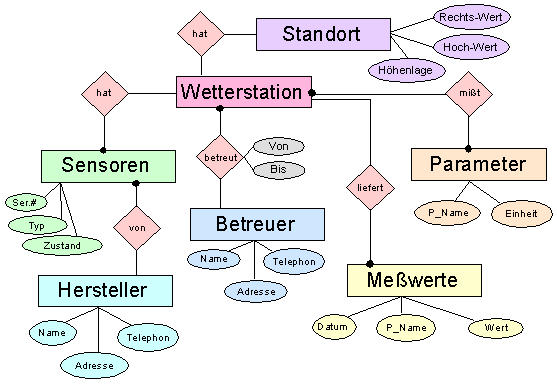 Rechts-Wert
hat
Standort
Hoch-Wert
Höhenlage
hat
Wetterstation
mißt
Von
betreut
Bis
Sensoren
Parameter
liefert
Ser.#
Typ
Zustand
von
Betreuer
P_Name
Einheit
Name
Telephon
Adresse
Hersteller
Meßwerte
Name
Telephon
Adresse
Datum
P_Name
Wert